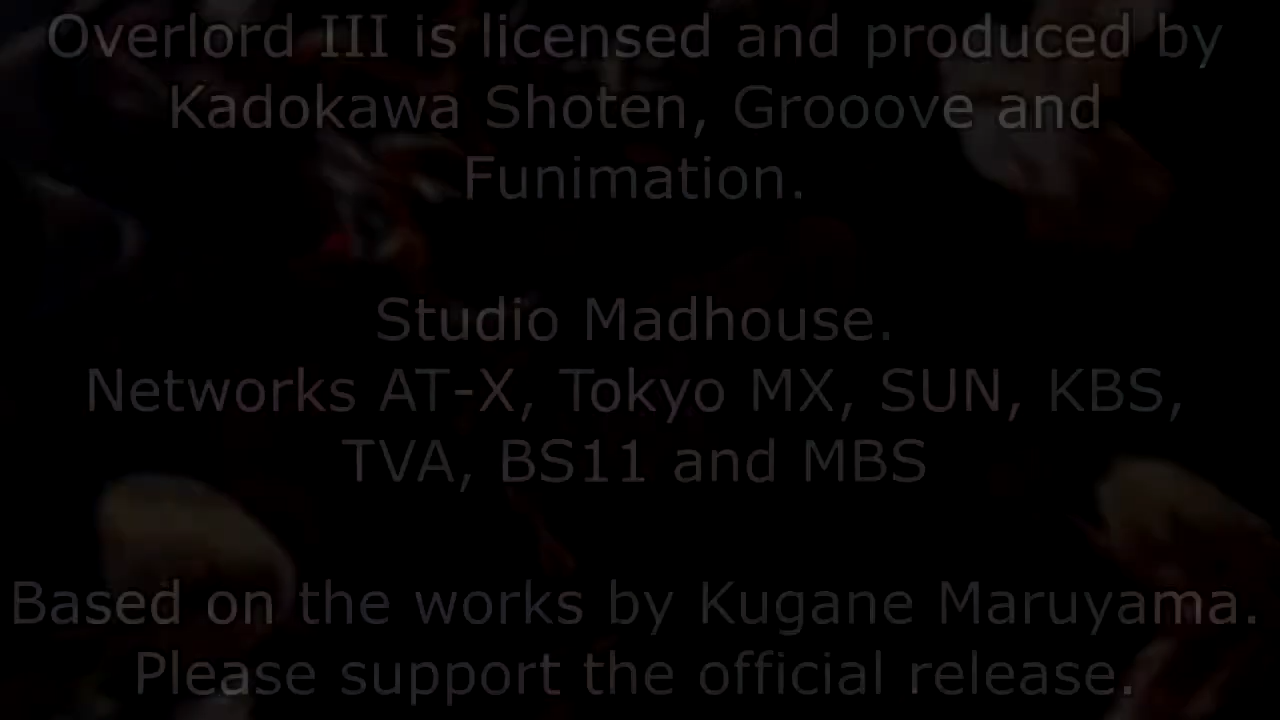 Overlord III is licensed and produced by
Kadokawa Shoten, Grooove and
Funimation.
Studio Madhouse.
Networks AT-X, Tokyo MX, SUN, KBS,
TVA, BS11 and MBS
Based on the works by Kugane Maruyama.
Please support the official release.